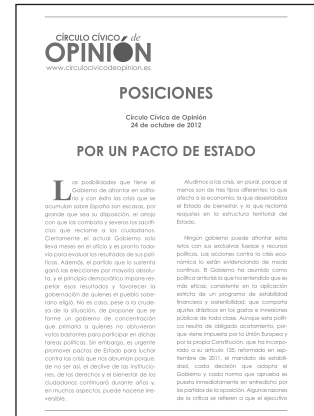 CÍRCULO CÍVICO de
OPINIÓN
www.circulocivicodeopinion.es
POSICIONES
Círculo Cívico de Opinión
24 de octubre de 2012
POR UN PACTO DE ESTADO
Las posibilidades que tiene el
Gobierno de afrontar en solita-
rio y con éxito las crisis que se
acumulan sobre España son escasas, por
grande que sea su disposición, el arrojo
con que las combata y severos los sacrifi-
cios que reclame a los ciudadanos.
Ciertamente el actual Gobierno solo
lleva meses en el oficio y es pronto toda-
vía para evaluar los resultados de sus polí-
ticas. Además, el partido que lo sustenta
ganó las elecciones por mayoría absolu-
ta, y el principio democrático impone res-
petar esos resultados y favorecer la
gobernación de quienes el pueblo sobe-
rano eligió. No es caso, pese a la crude-
za de la situación, de proponer que se
forme un gobierno de concentración
que primaría a quienes no obtuvieron
votos bastantes para participar en dichas
tareas políticas. Sin embargo, es urgente
promover pactos de Estado para luchar
contra las crisis que nos abruman porque,
de no ser así, el declive de las institucio-
nes, de los derechos y el bienestar de los
ciudadanos continuará durante años y,
en muchos aspectos, puede hacerse irre-
versible.
Aludimos a las crisis, en plural, porque al
menos son de tres tipos diferentes: la que
afecta a la economía, la que desestabiliza
el Estado de bienestar, y la que reclama
reajustes en la estructura territorial del
Estado.
Ningún gobierno puede afrontar estos
retos con sus exclusivas fuerzas y recursos
políticos. Las acciones contra la crisis eco-
nómica lo están evidenciando de modo
continuo. El Gobierno ha asumido como
política anticrisis la que ha entendido que es
más eficaz, consistente en la aplicación
estricta de un programa de estabilidad
financiera y sostenibilidad, que comporta
ajustes drásticos en los gastos e inversiones
públicas de toda clase. Aunque esta políti-
ca resulta de obligado acatamiento, por-
que viene impuesta por la Unión Europea y
por la propia Constitución, que ha incorpo-
rado a su artículo 135, reformado en sep-
tiembre de 2011, el mandato de estabili-
dad, cada decisión que adopta el
Gobierno y cada norma que aprueba es
puesta inmediatamente en entredicho por
los partidos de la oposición. Algunas razones
de la crítica se refieren a que el ejecutivo